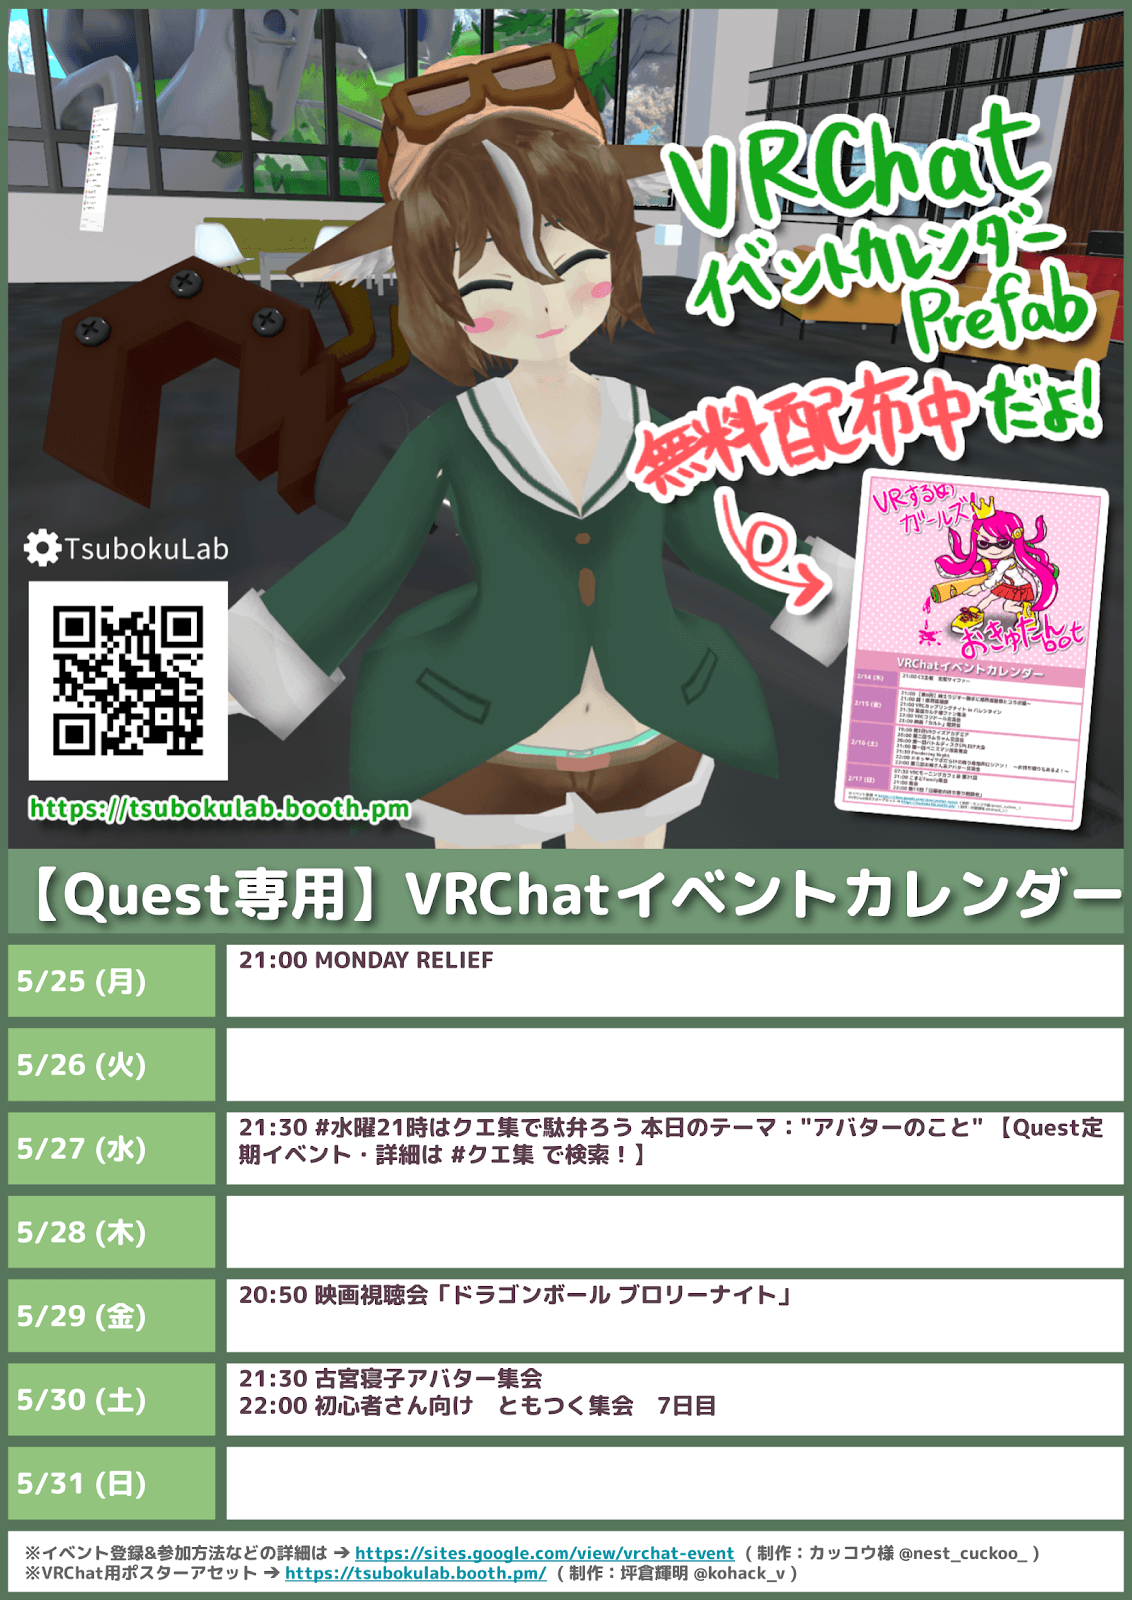 VRChat
イベントカレンダー
Prefab
無料配布中だよ!
TsubokuLab
https://tsubokulab.booth.pm
VRするめ
ガールズ!
おきゅたんbot
VRChatイベントカレンダー
2/14 (木)
2/15 (金)
2/16 (土)
2/17 (日)
【Quest専用】VRChatイベントカレンダー
5/25 (月)
21:00 MONDAY RELIEF
5/26 (火)
5/27 (水)
21:30 #水曜21時はクエ集で駄弁ろう 本日のテーマ："アバターのこと" 【Quest定
期イベント・詳細は #クエ集 で検索！】
5/28 (木)
5/29 (金)
20:50 映画視聴会「ドラゴンボール ブロリーナイト」
5/30 (土)
21:30 古宮寝子アバター集会
22:00 初心者さん向け　ともつく集会　7日目
5/31 (日)
※イベント登録&参加方法などの詳細は → https://sites.google.com/view/vrchat-event ( 制作：カッコウ様 @nest_cuckoo_ )
※VRChat用ポスターアセット → https://tsubokulab.booth.pm/ ( 制作：坪倉輝明 @kohack_v )